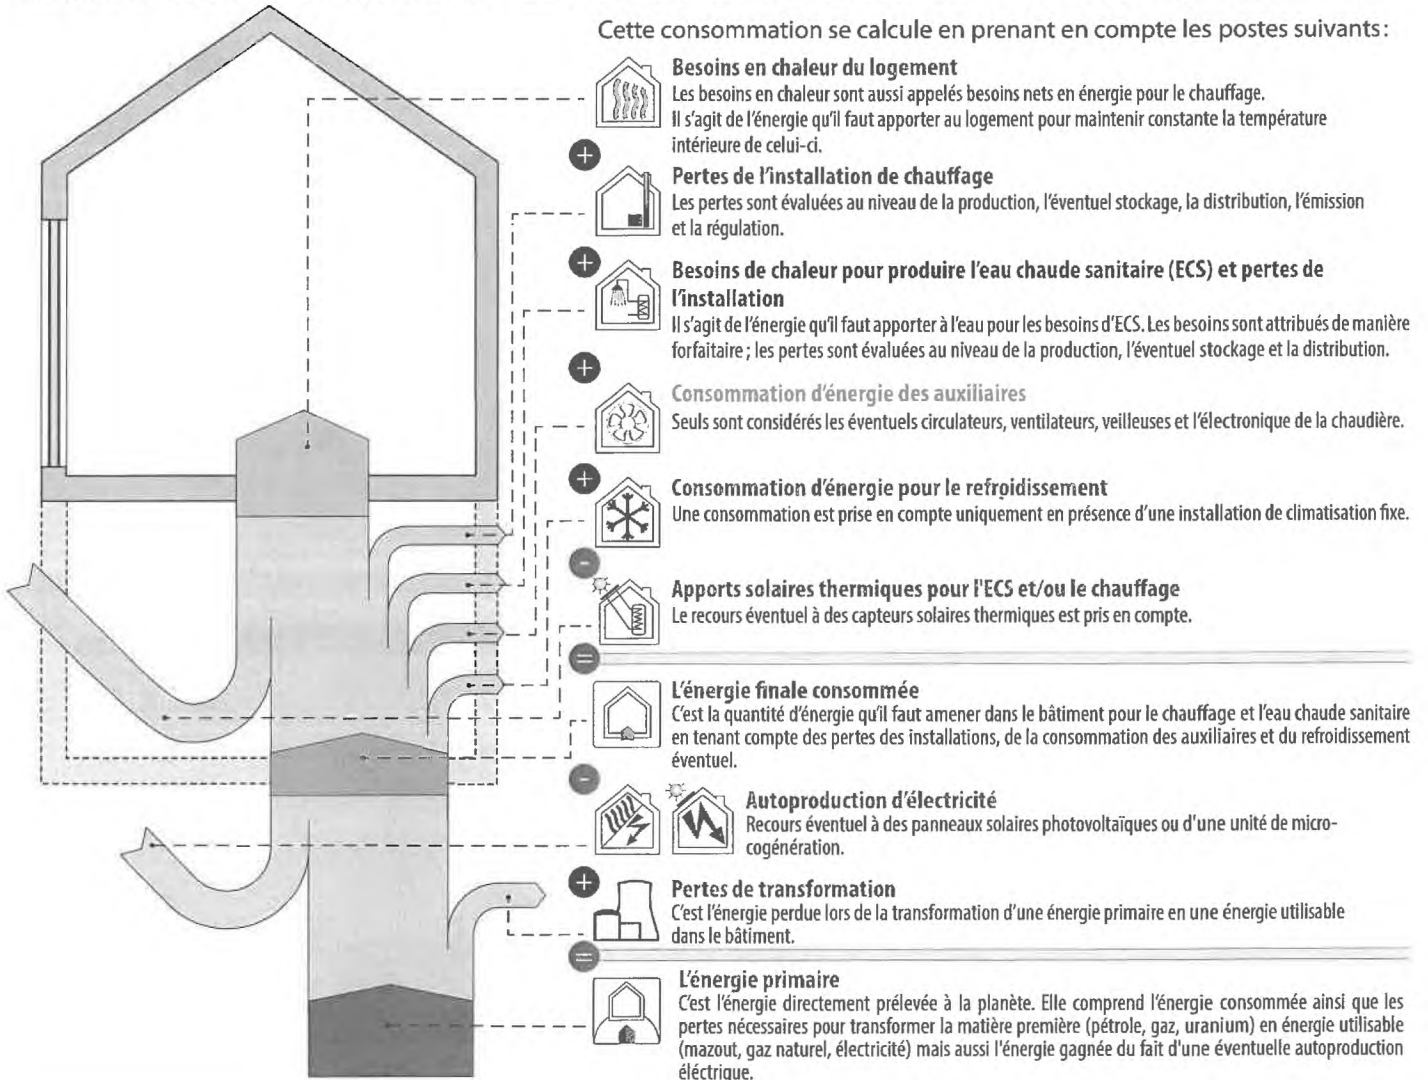 Cette consommation se calcule en prenant en compte les postes suivants:
Besoins en chaleur du logement
Les besoins en chaleur sont aussi appelés besoins nets en énergie pour le chauffage.
Il s'agit de l'énergie qu'il faut apporter au logement pour maintenir constante la température
intérieure de celui-ci.
+
Pertes de l'installation de chauffage
Les pertes sont évaluées au niveau de la production, l'éventuel stockage, la distribution, l'émission
et la régulation.
+
Besoins de chaleur pour produire l'eau chaude sanitaire (ECS) et pertes de
l'installation
Il s'agit de l'énergie qu'il faut apporter à l'eau pour les besoins d'ECS. Les besoins sont attribués de manière
forfaitaire ; les pertes sont évaluées au niveau de la production, l'éventuel stockage et la distribution.
+
Consommation d'énergie des auxiliaires
Seuls sont considérés les éventuels circulateurs, ventilateurs, veilleuses et l'électronique de la chaudière.
+
Consommation d'énergie pour le refroidissement
Une consommation est prise en compte uniquement en présence d'une installation de climatisation fixe.
-
Apports solaires thermiques pour l'ECS et/ou le chauffage
Le recours éventuel à des capteurs solaires thermiques est pris en compte.
=
L'énergie finale consommée
C'est la quantité d'énergie qu'il faut amener dans le bâtiment pour le chauffage et l'eau chaude sanitaire
en tenant compte des pertes des installations, de la consommation des auxiliaires et du refroidissement
éventuel.
-
Autoproduction d'électricité
Recours éventuel à des panneaux solaires photovoltaïques ou d'une unité de micro-
cogénération.
+
Pertes de transformation
C'est l'énergie perdue lors de la transformation d'une énergie primaire en une énergie utilisable
dans le bâtiment.
=
L'énergie primaire
C'est l'énergie directement prélevée à la planète. Elle comprend l'énergie consommée ainsi que les
pertes nécessaires pour transformer la matière première (pétrole, gaz, uranium) en énergie utilisable
(mazout, gaz naturel, électricité) mais aussi l'énergie gagnée du fait d'une éventuelle autoproduction
éléctrique.